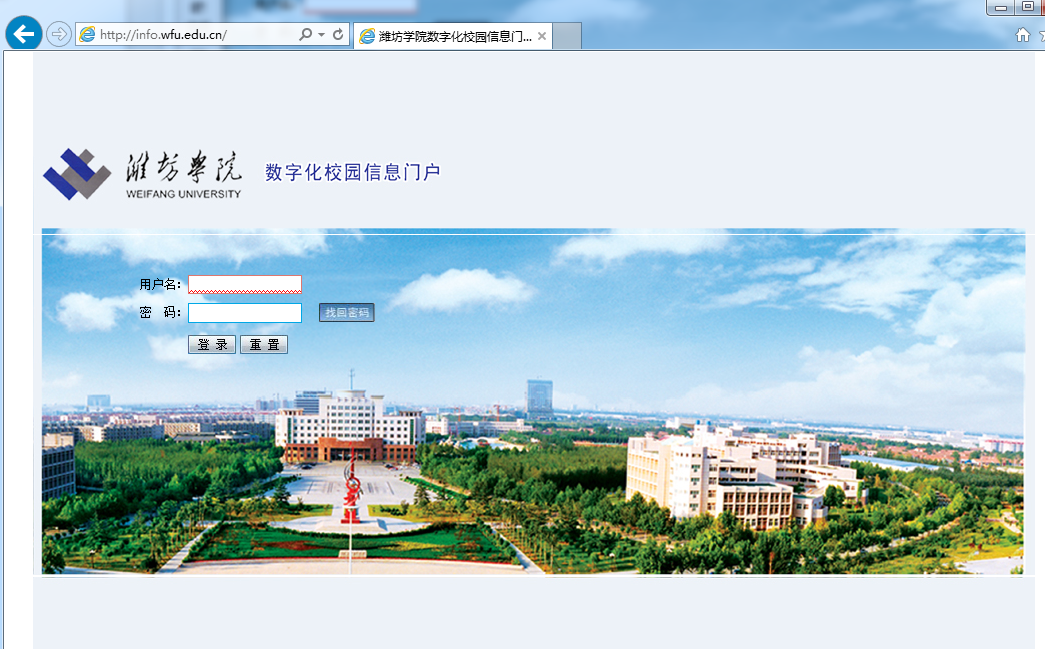 http://info.wfu.edu.cn/
潍坊学院数字化校园信息门...
潍坊学院
WEIFANG UNIVERSITY
数字化校园信息门户
用户名：
密 码：
找回密码
登 录 重 置